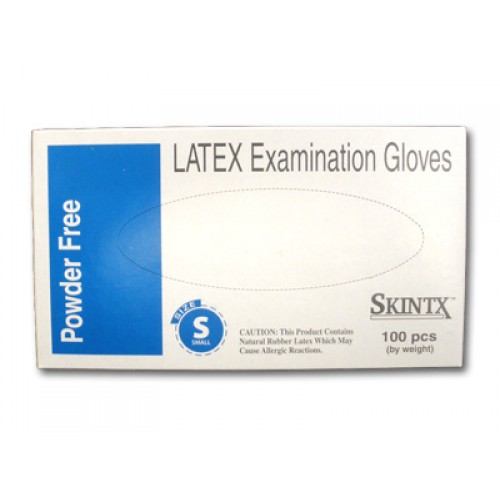 LATEX Examination Gloves
Powder Free
SIZE
S
SMALL
CAUTION: This Product Contains
Natural Rubber Latex Which May
Cause Allergic Reactions.
SKINTX™
100 pcs
(by weight)